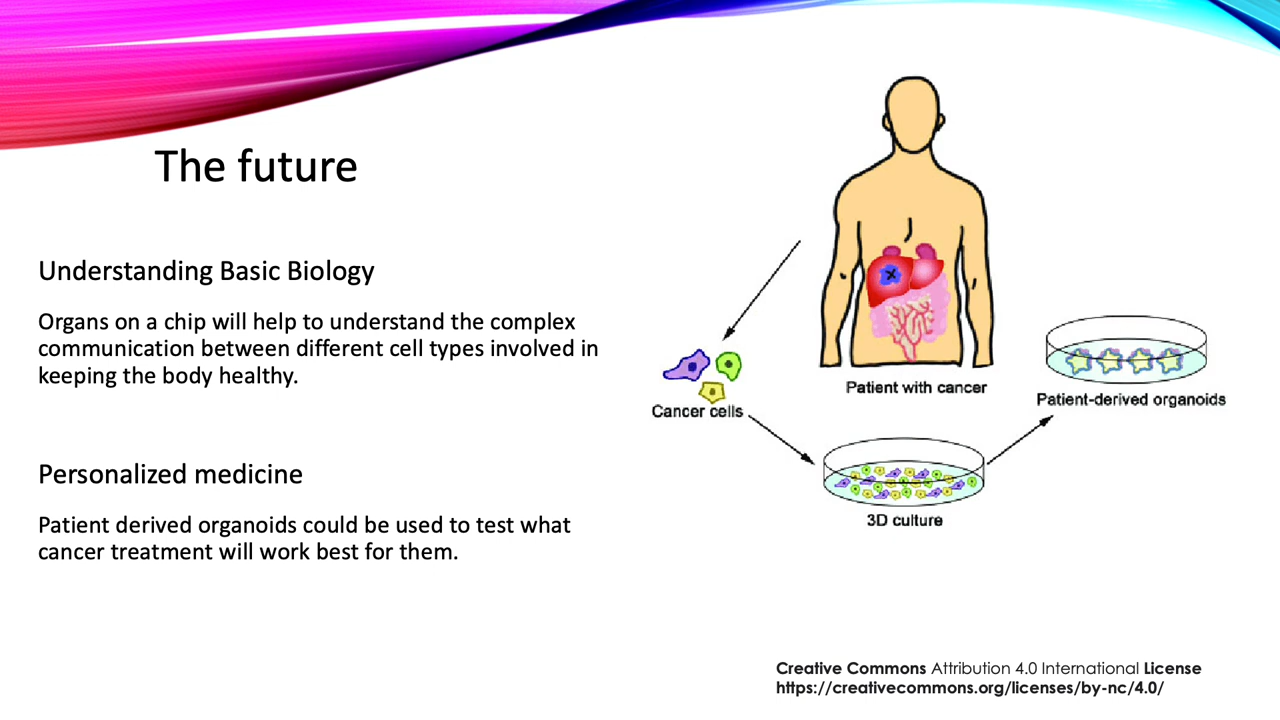 The future
Understanding Basic Biology
Organs on a chip will help to understand the complex
communication between different cell types involved in
keeping the body healthy.
Personalized medicine
Patient derived organoids could be used to test what
cancer treatment will work best for them.
Patient with cancer
Cancer cells
3D culture
Patient-derived organoids
Creative Commons Attribution 4.0 International License
https://creativecommons.org/licenses/by-nc/4.0/